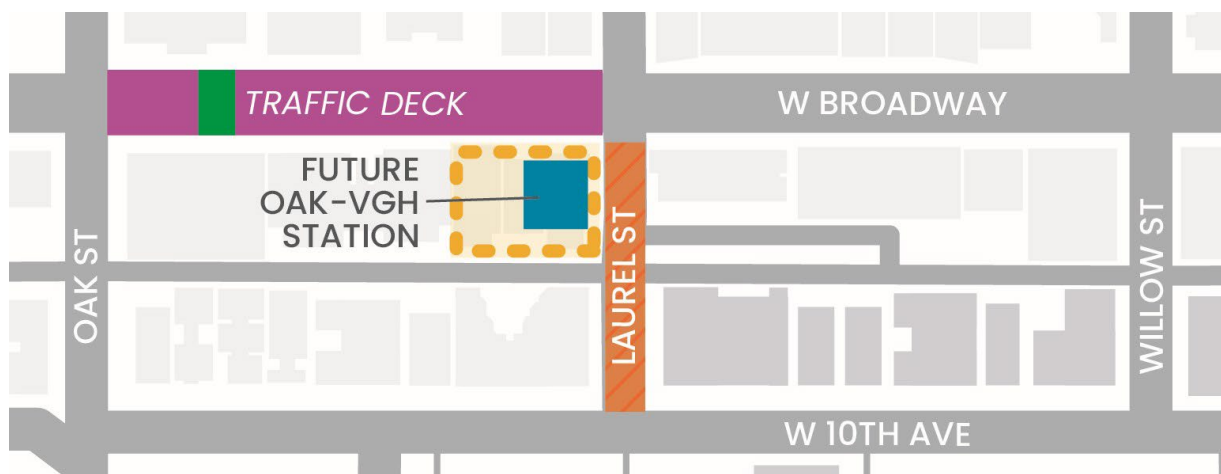 TRAFFIC DECK
W BROADWAY
FUTURE
OAK-VGH
STATION
OAK ST
LAUREL ST
WILLOW ST
W 10TH AVE